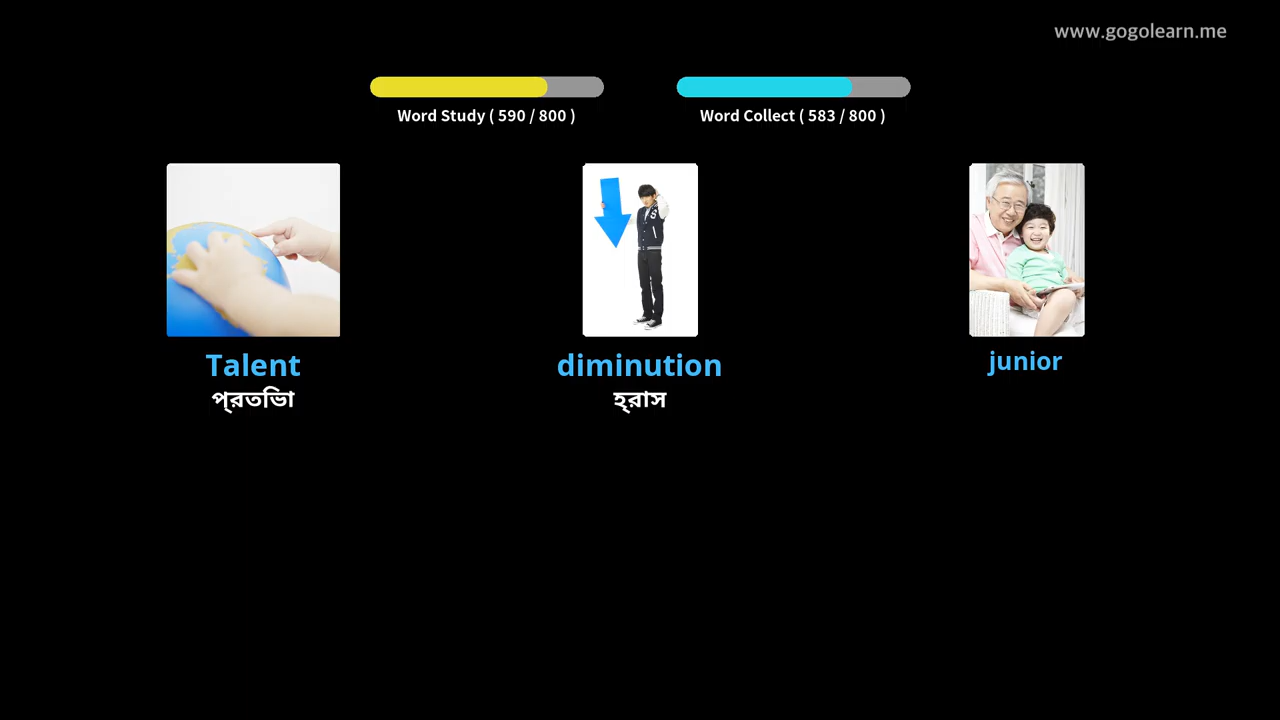 www.gogolearn.me
Word Study ( 590 / 800 )
Word Collect ( 583 / 800 )
Talent
প্রতিভা
diminution
হ্রাস
junior